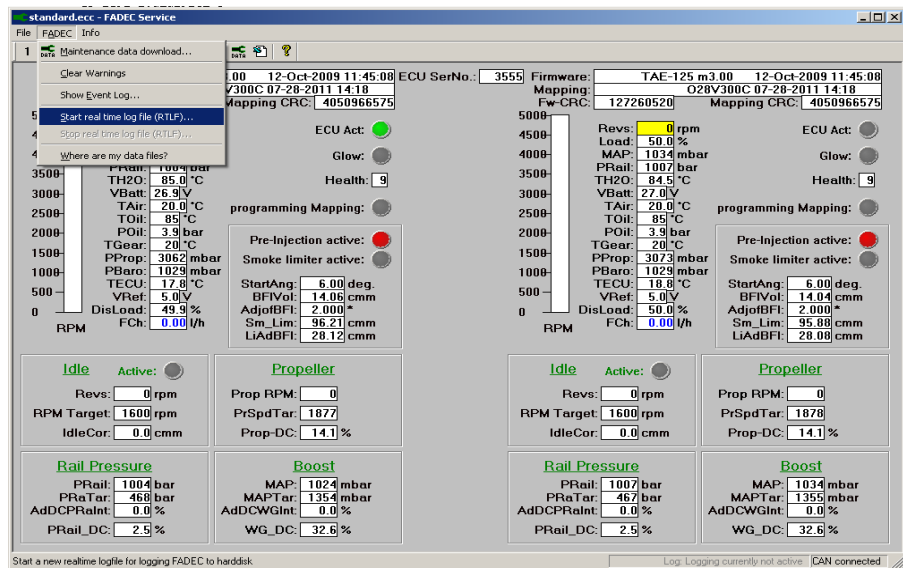 standard.ecc - FADEC Service
File FADEC Info
1 DATA Maintenance data download... DATA ?
Clear Warnings
Show Event Log...
Start real time log file (RTLF)...
Stop real time log file (RTLF)...
Where are my data files?
.00 12-Oct-2009 11:45:08 ECU SerNo.: 3555 Firmware: TAE-125 m3.00 12-Oct-2009 11:45:08
V300C 07-28-2011 14:18 Mapping: O28V300C 07-28-2011 14:18
Mapping CRC: 4050966575 Fw-CRC: 127260520 Mapping CRC: 4050966575
5 5000
4 ECU Act: 4500 Revs: 0 rpm ECU Act:
Load: 50.0 %
4 Glow: 4000 MAP: 1034 mbar Glow:
3500 PRail: 1004 bar 3500 PRail: 1007 bar
TH2O: 85.0 °C Health: 9 TH2O: 84.5 °C Health: 9
3000 VBatt: 26.9 V 3000 VBatt: 27.0 V
TAir: 20.0 °C programming Mapping: TAir: 20.0 °C programming Mapping:
2500 TOil: 85 °C 2500 TOil: 85 °C
2000 POil: 3.9 bar 2000 POil: 3.9 bar
TGear: 20 °C Pre-Injection active: TGear: 20 °C Pre-Injection active:
1500 PProp: 3062 mbar Smoke limiter active: 1500 PProp: 3073 mbar Smoke limiter active:
1000 PBaro: 1029 mbar 1000 PBaro: 1029 mbar
TECU: 17.8 °C StartAng: 6.00 deg. TECU: 18.8 °C StartAng: 6.00 deg.
500 VRef: 5.0 V BFIVol: 14.06 cmm 500 VRef: 5.0 V BFIVol: 14.04 cmm
0 DisLoad: 49.9 % AdjofBFI: 2.000 * 0 DisLoad: 50.0 % AdjofBFI: 2.000 *
RPM FCh: 0.00 l/h Sm_Lim: 96.21 cmm RPM FCh: 0.00 l/h Sm_Lim: 95.88 cmm
LiAdBFI: 28.12 cmm LiAdBFI: 28.08 cmm
Idle Active: Propeller Idle Active: Propeller
Revs: 0 rpm Prop RPM: 0 Revs: 0 rpm Prop RPM: 0
RPM Target: 1600 rpm PrSpdTar: 1877 RPM Target: 1600 rpm PrSpdTar: 1878
IdleCor: 0.0 cmm Prop-DC: 14.1 % IdleCor: 0.0 cmm Prop-DC: 14.1 %
Rail Pressure Boost Rail Pressure Boost
PRail: 1004 bar MAP: 1024 mbar PRail: 1007 bar MAP: 1034 mbar
PRaTar: 468 bar MAPTar: 1354 mbar PRaTar: 467 bar MAPTar: 1355 mbar
AdDCPRaInt: 0.0 % AdDCWGInt: 0.0 % AdDCPRaInt: 0.0 % AdDCWGInt: 0.0 %
PRail_DC: 2.5 % WG_DC: 32.6 % PRail_DC: 2.5 % WG_DC: 32.6 %
Start a new realtime logfile for logging FADEC to harddisk Log: Logging currently not active CAN connected